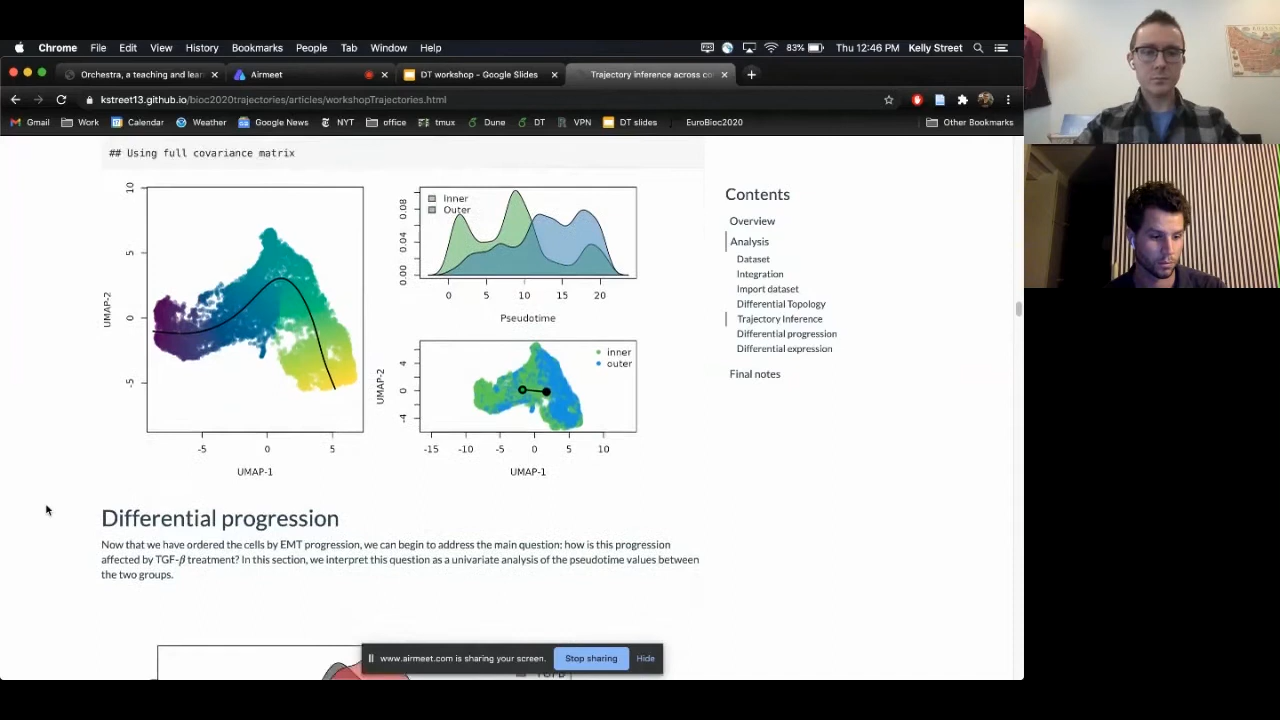 Chrome File Edit View History Bookmarks People Tab Window Help 83% Thu 12:46 PM Kelly Street
Orchestra, a teaching and lear Airmeet DT workshop - Google Slides Trajectory inference across co
kstreet13.github.io/bioc2020trajectories/articles/workshopTrajectories.html
Gmail Work Calendar Weather Google News NYT office tmux Dune DT VPN DT slides EuroBioc2020 Other Bookmarks
## Using full covariance matrix
10
5
0
-5
UMAP-2
-5 0 5
UMAP-1
Inner
Outer
0.08
0.04
0.00
0 5 10 15 20
Pseudotime
inner
outer
4
0
-4
UMAP-2
-15 -10 -5 0 5 10
UMAP-1
Contents
Overview
Analysis
Dataset
Integration
Import dataset
Differential Topology
Trajectory Inference
Differential progression
Differential expression
Final notes
Differential progression
Now that we have ordered the cells by EMT progression, we can begin to address the main question: how is this progression
affected by TGF-β treatment? In this section, we interpret this question as a univariate analysis of the pseudotime values between
the two groups.
www.airmeet.com is sharing your screen. Stop sharing Hide